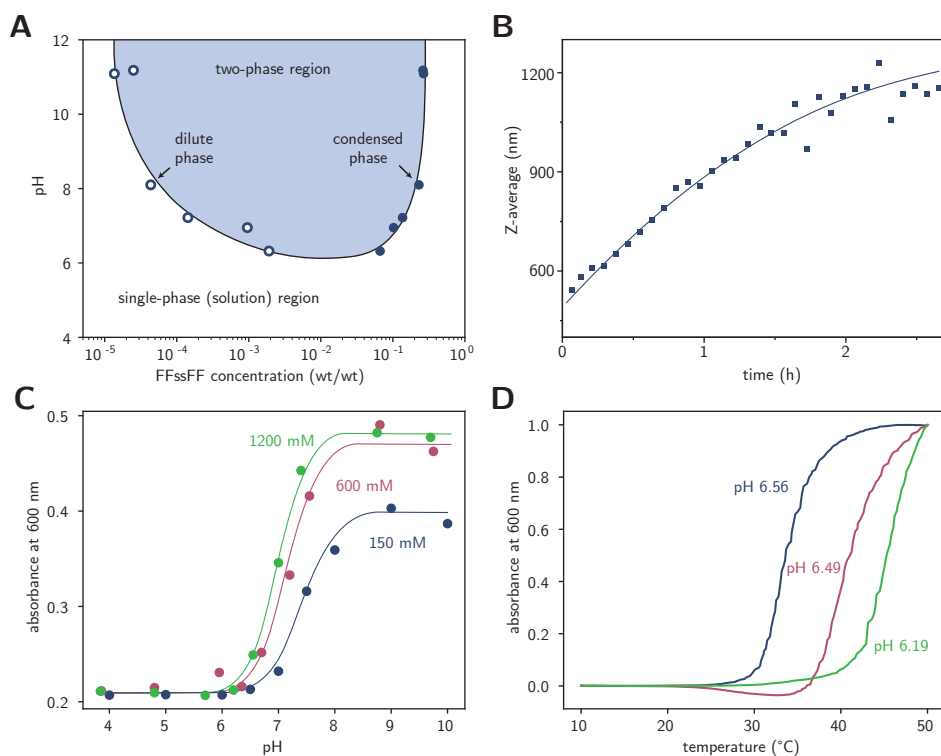 A
12
10
8
6
4
pH
two-phase region
dilute
phase
condensed
phase
single-phase (solution) region
10⁻⁵
10⁻⁴
10⁻³
10⁻²
10⁻¹
10⁰
FFssFF concentration (wt/wt)
B
1200
900
600
Z-average (nm)
0
1
2
time (h)
C
0.5
0.4
0.3
0.2
absorbance at 600 nm
1200 mM
600 mM
150 mM
4
5
6
7
8
9
10
pH
D
1.0
0.8
0.6
0.4
0.2
0.0
absorbance at 600 nm
pH 6.56
pH 6.49
pH 6.19
10
20
30
40
50
temperature (°C)